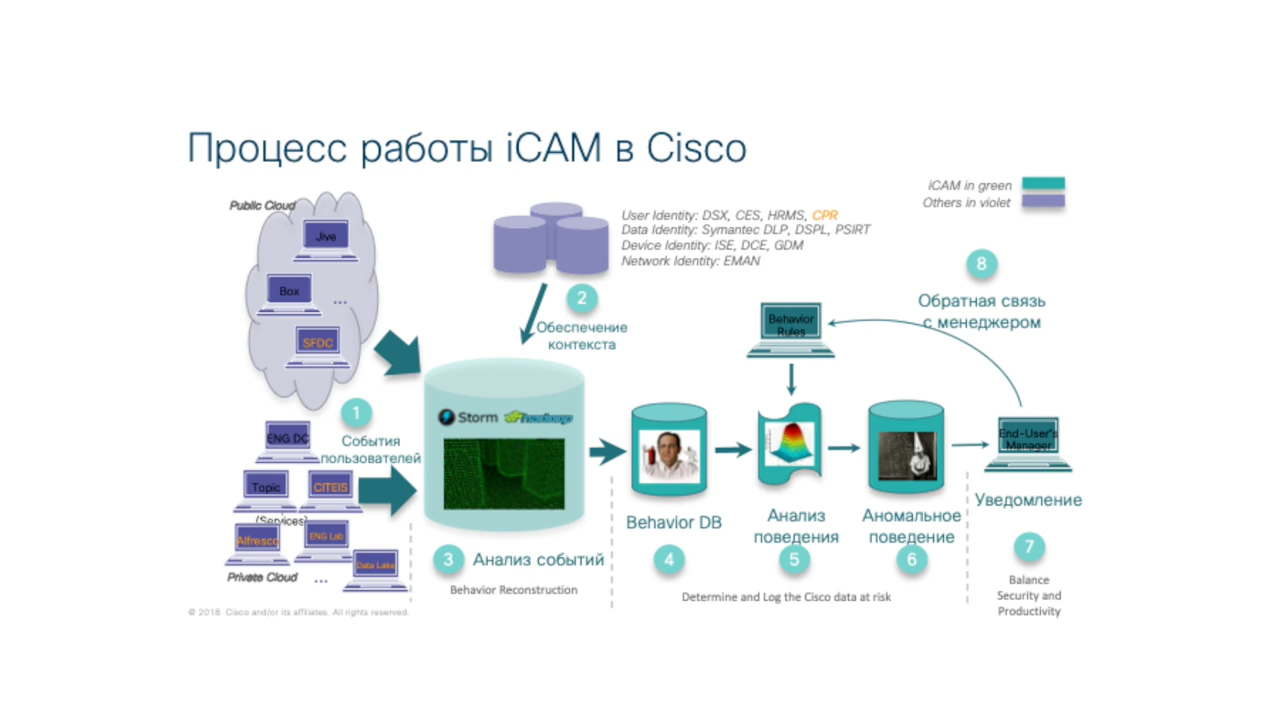 Процесс работы iCAM в Cisco
iCAM in green
Others in violet
Public Cloud
Jive
Box
...
SFDC
User Identity: DSX, CES, HRMS, CPR
Data Identity: Symantec DLP, DSPL, PSIRT
Device Identity: ISE, DCE, GDM
Network Identity: EMAN
2
Обеспечение
контекста
8
Обратная связь
с менеджером
Behavior
Rules
1
События
пользователей
ENG DC
Topic
(Services)
CITEIS
Alfresco
ENG Lab
Data Lake
Private Cloud
...
Storm
hadoop
3 Анализ событий
Behavior Reconstruction
Behavior DB
4
Анализ
поведения
5
Аномальное
поведение
6
Determine and Log the Cisco data at risk
End-User's
Manager
Уведомление
7
Balance
Security and
Productivity
© 2018 Cisco and/or its affiliates. All rights reserved.